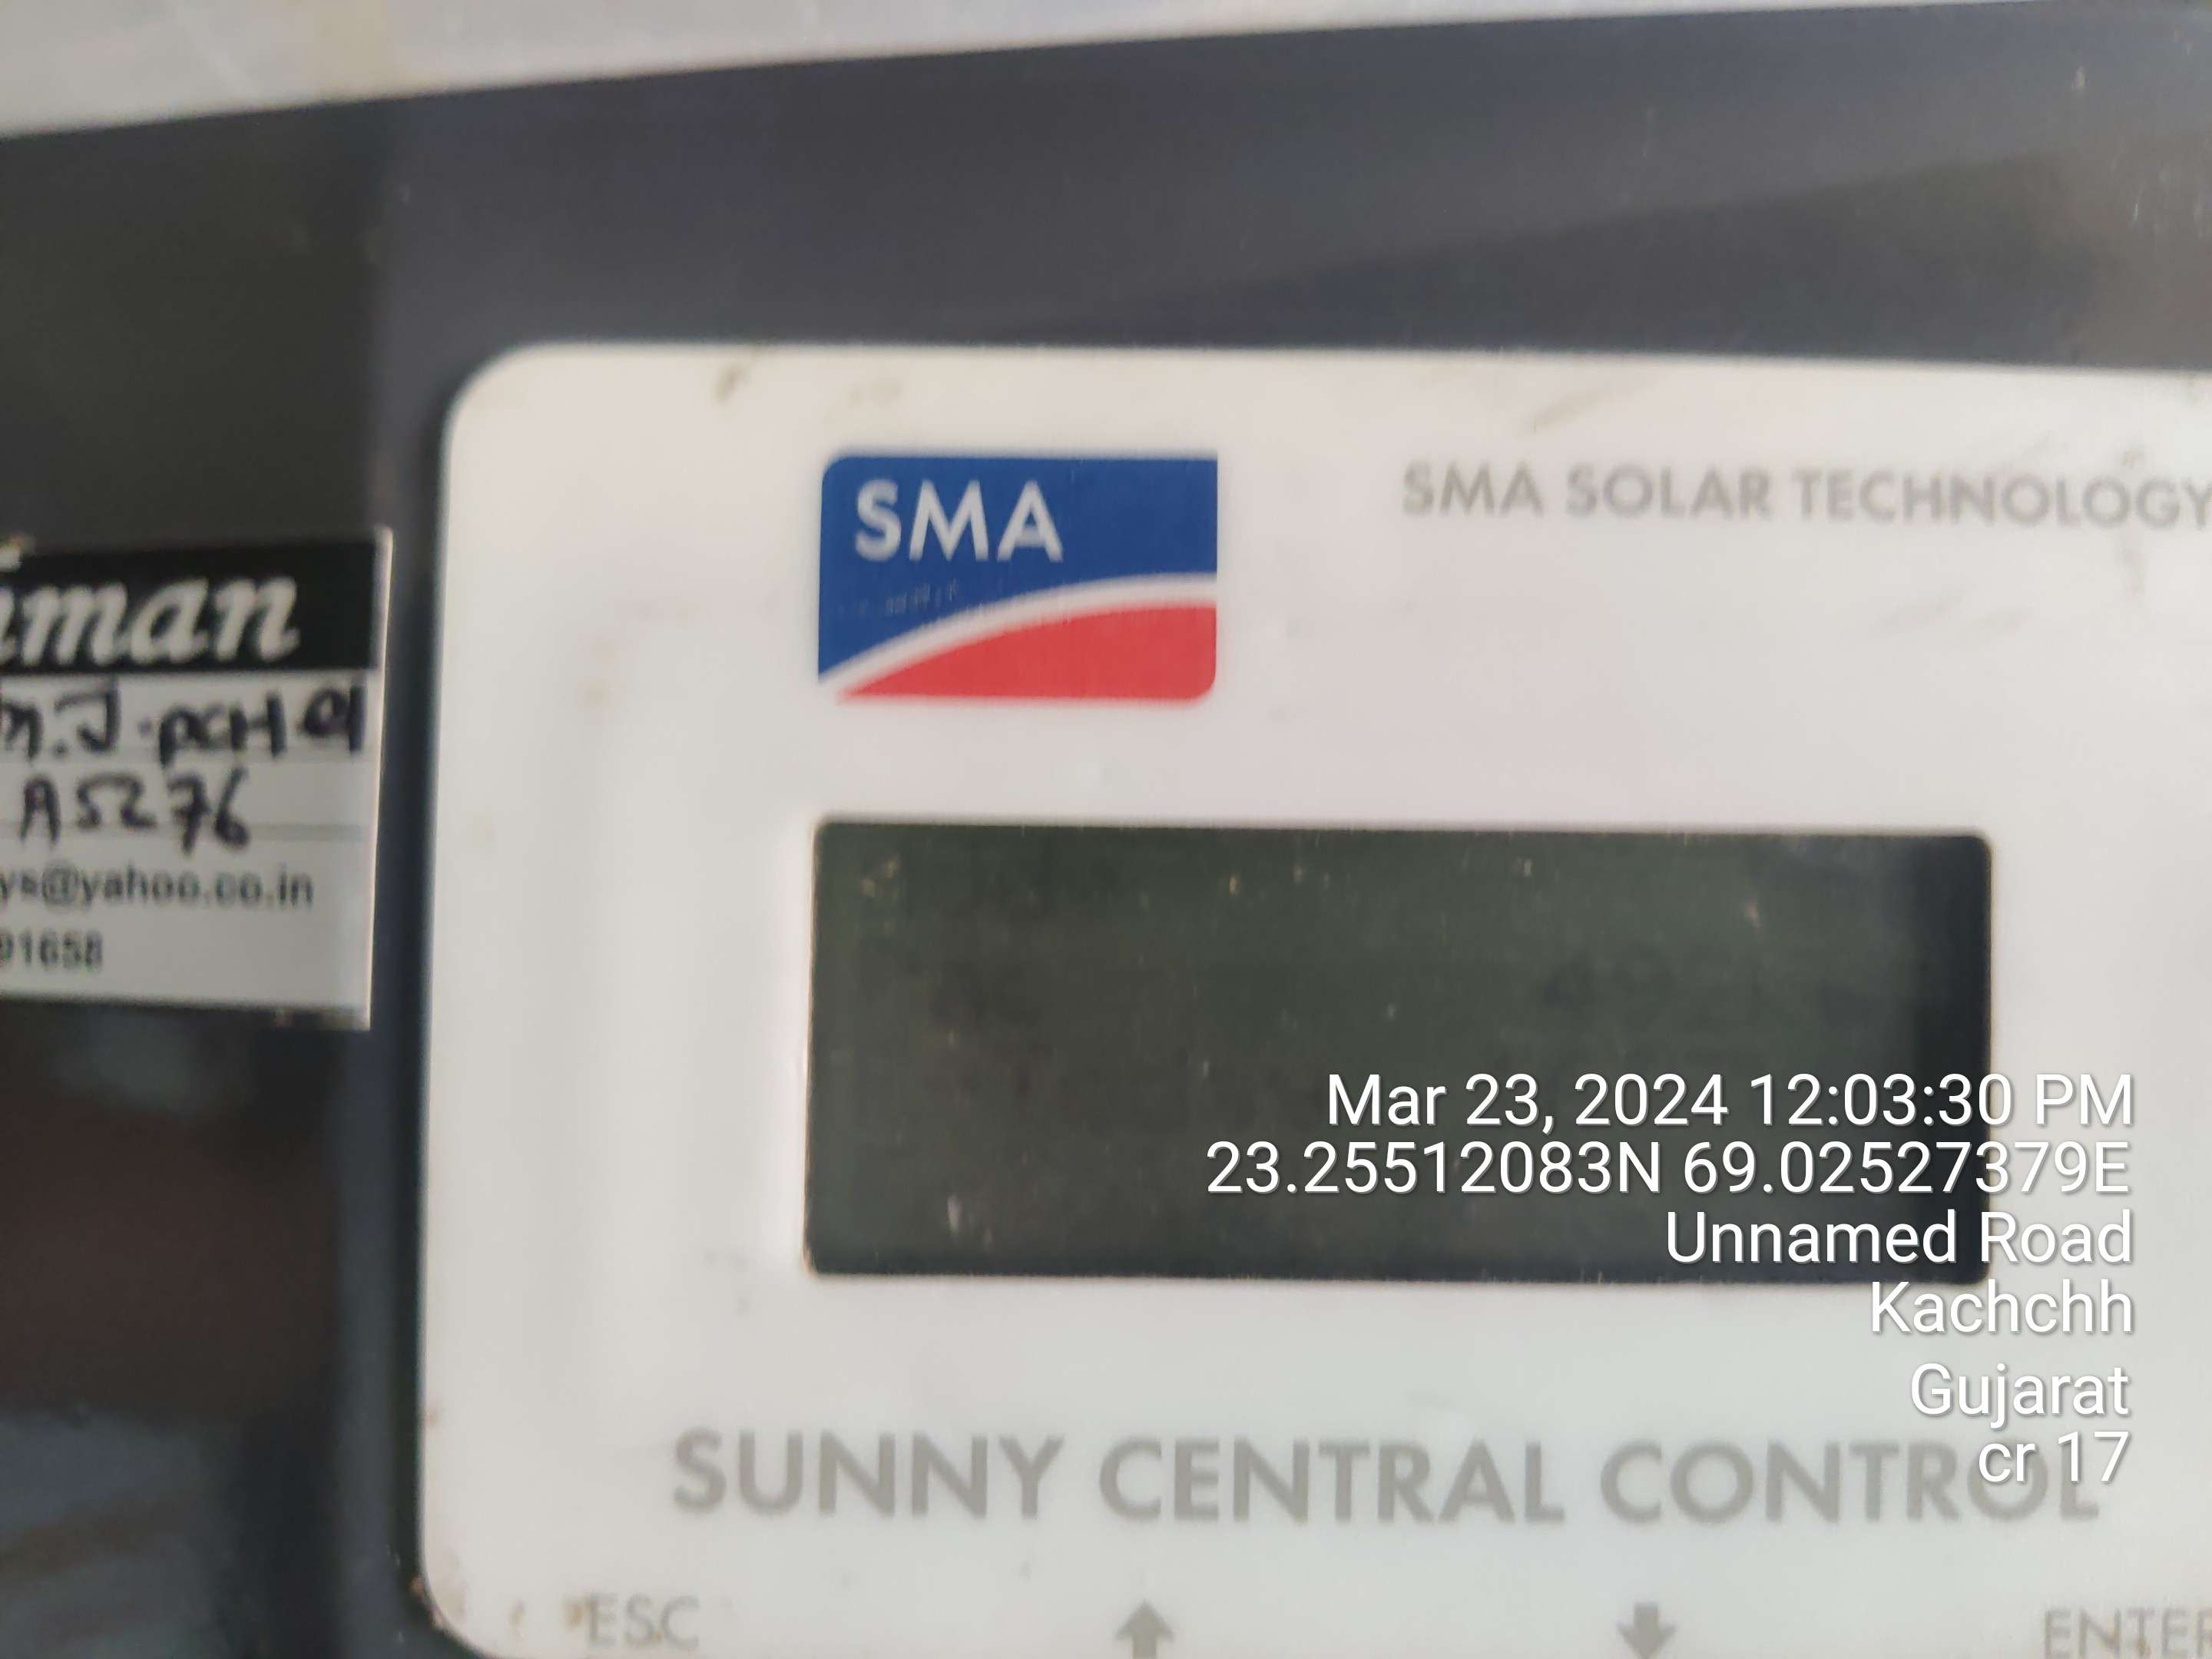 SMA
SMA SOLAR TECHNOLOGY
man
A5276
ys@yahoo.co.in
91658
Mar 23, 2024 12:03:30 PM
23.25512083N 69.02527379E
Unnamed Road
Kachchh
Gujarat
cr 17
SUNNY CENTRAL CONTROL
ESC
ENTER